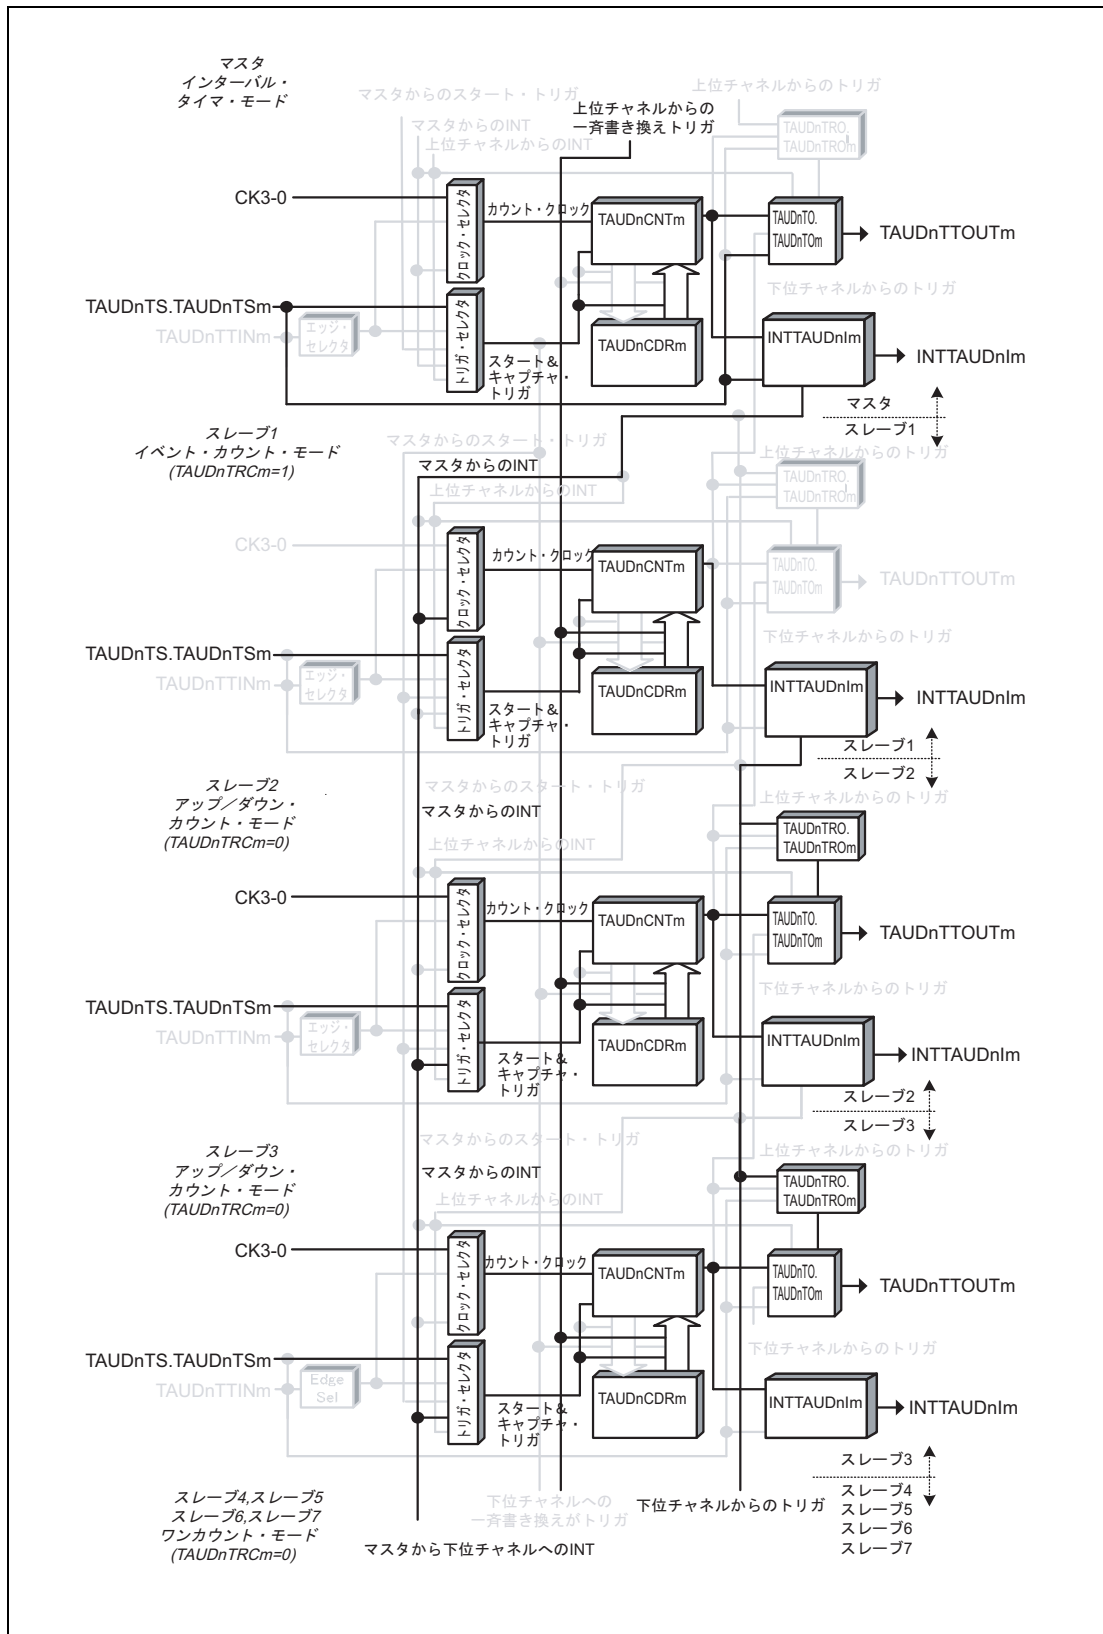 マスタ
インターバル・
タイマ・モード
マスタからのスタート・トリガ
マスタからのINT
上位チャネルからのINT
上位チャネルからの
一斉書き換えトリガ
上位チャネルからのトリガ
TAUDnTRO.
TAUDnTROm
CK3-0
クロック・セレクタ
カウント・クロック
TAUDnCNTm
TAUDnTO.
TAUDnTOm
TAUDnTTOUTm
下位チャネルからのトリガ
TAUDnTS.TAUDnTSm
TAUDnTTINm
エッジ・
セレクタ
トリガ・セレクタ
スタート&
キャプチャ・
トリガ
TAUDnCDRm
INTTAUDnIm
INTTAUDnIm
マスタ
スレーブ1
スレーブ1
イベント・カウント・モード
(TAUDnTRCm=1)
マスタからのスタート・トリガ
マスタからのINT
上位チャネルからのINT
上位チャネルからのトリガ
TAUDnTRO.
TAUDnTROm
CK3-0
クロック・セレクタ
カウント・クロック
TAUDnCNTm
TAUDnTO.
TAUDnTOm
TAUDnTTOUTm
下位チャネルからのトリガ
TAUDnTS.TAUDnTSm
TAUDnTTINm
エッジ・
セレクタ
トリガ・セレクタ
スタート&
キャプチャ・
トリガ
TAUDnCDRm
INTTAUDnIm
INTTAUDnIm
スレーブ1
スレーブ2
スレーブ2
アップ/ダウン・
カウント・モード
(TAUDnTRCm=0)
マスタからのスタート・トリガ
マスタからのINT
上位チャネルからのINT
上位チャネルからのトリガ
TAUDnTRO.
TAUDnTROm
CK3-0
クロック・セレクタ
カウント・クロック
TAUDnCNTm
TAUDnTO.
TAUDnTOm
TAUDnTTOUTm
下位チャネルからのトリガ
TAUDnTS.TAUDnTSm
TAUDnTTINm
エッジ・
セレクタ
トリガ・セレクタ
スタート&
キャプチャ・
トリガ
TAUDnCDRm
INTTAUDnIm
INTTAUDnIm
スレーブ2
スレーブ3
スレーブ3
アップ/ダウン・
カウント・モード
(TAUDnTRCm=0)
マスタからのスタート・トリガ
マスタからのINT
上位チャネルからのINT
上位チャネルからのトリガ
TAUDnTRO.
TAUDnTROm
CK3-0
クロック・セレクタ
カウント・クロック
TAUDnCNTm
TAUDnTO.
TAUDnTOm
TAUDnTTOUTm
下位チャネルからのトリガ
TAUDnTS.TAUDnTSm
TAUDnTTINm
Edge
Sel
トリガ・セレクタ
スタート&
キャプチャ・
トリガ
TAUDnCDRm
INTTAUDnIm
INTTAUDnIm
スレーブ3
スレーブ4
スレーブ5
スレーブ6
スレーブ7
スレーブ4,スレーブ5
スレーブ6,スレーブ7
ワンカウント・モード
(TAUDnTRCm=0)
下位チャネルへの
一斉書き換えがトリガ
下位チャネルからのトリガ
マスタから下位チャネルへのINT